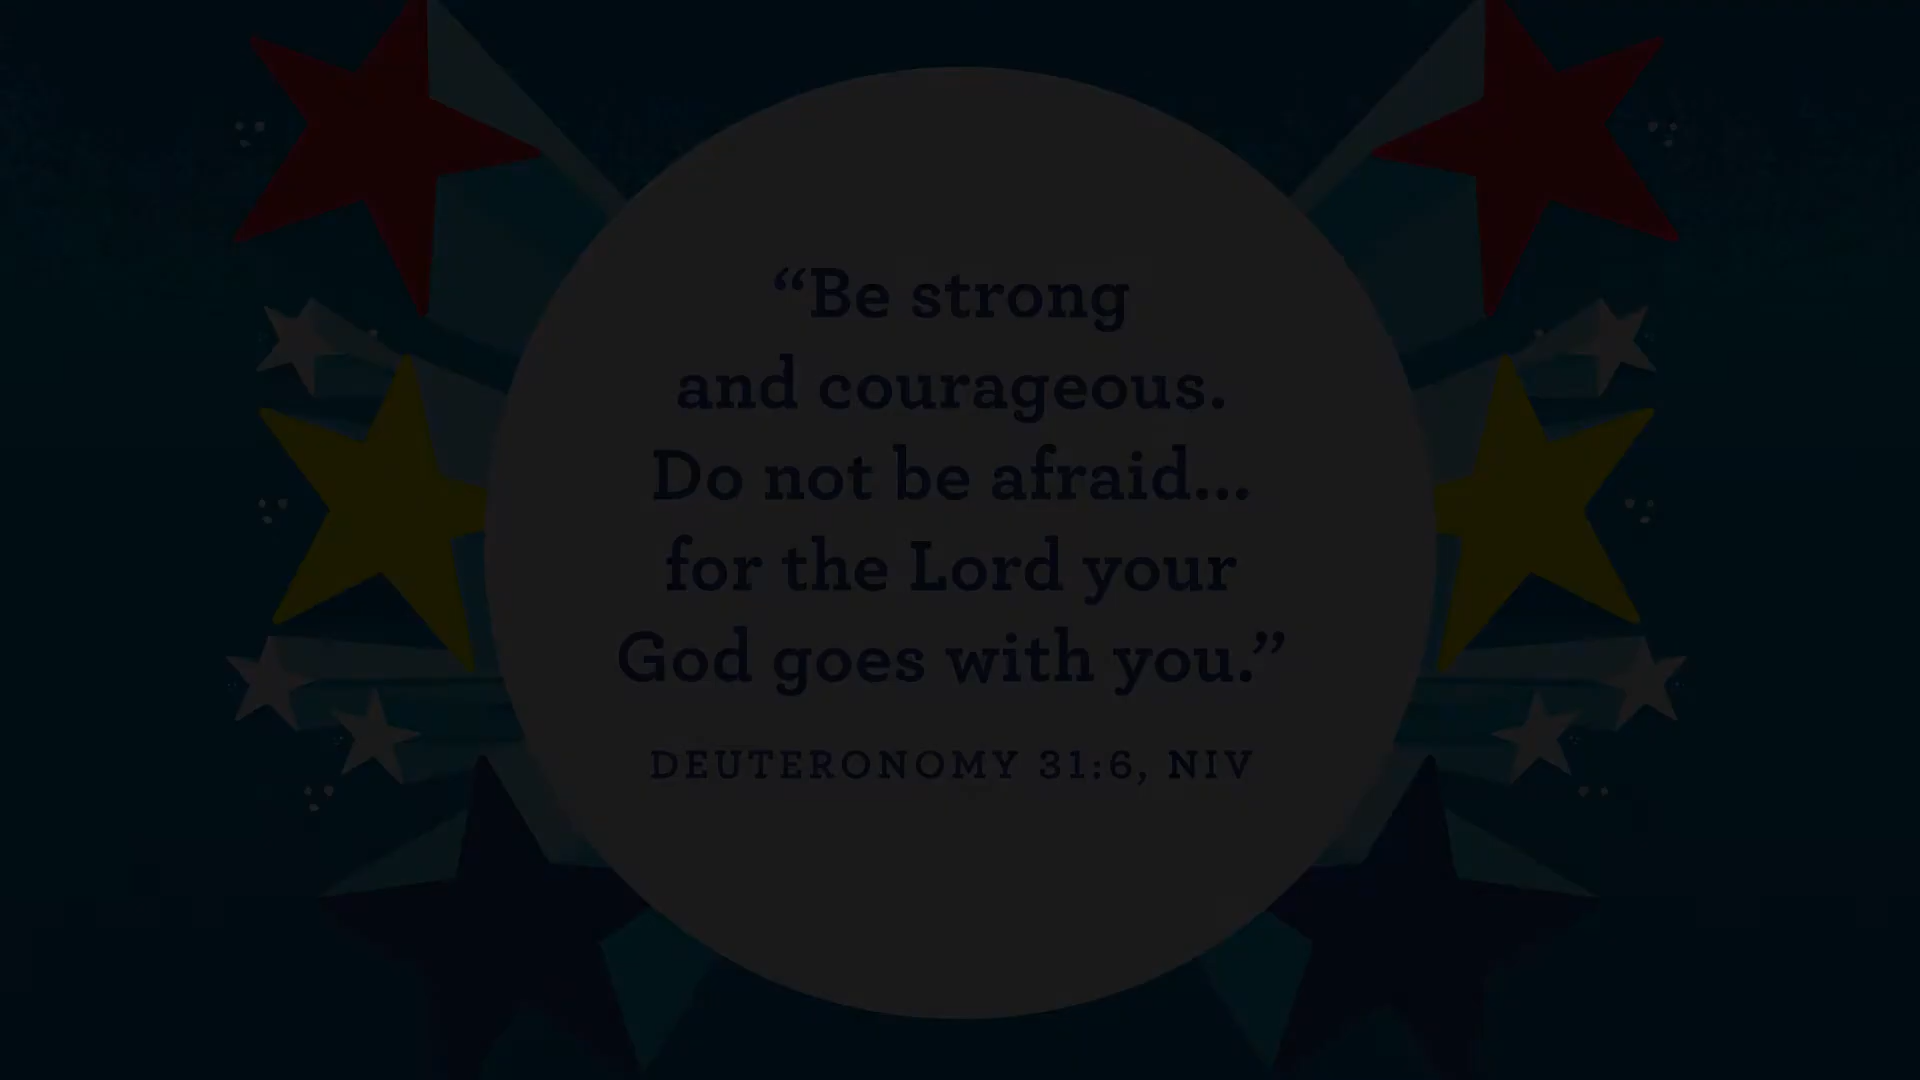 “Be strong
and courageous.
Do not be afraid...
for the Lord your
God goes with you.”
DEUTERONOMY 31:6, NIV